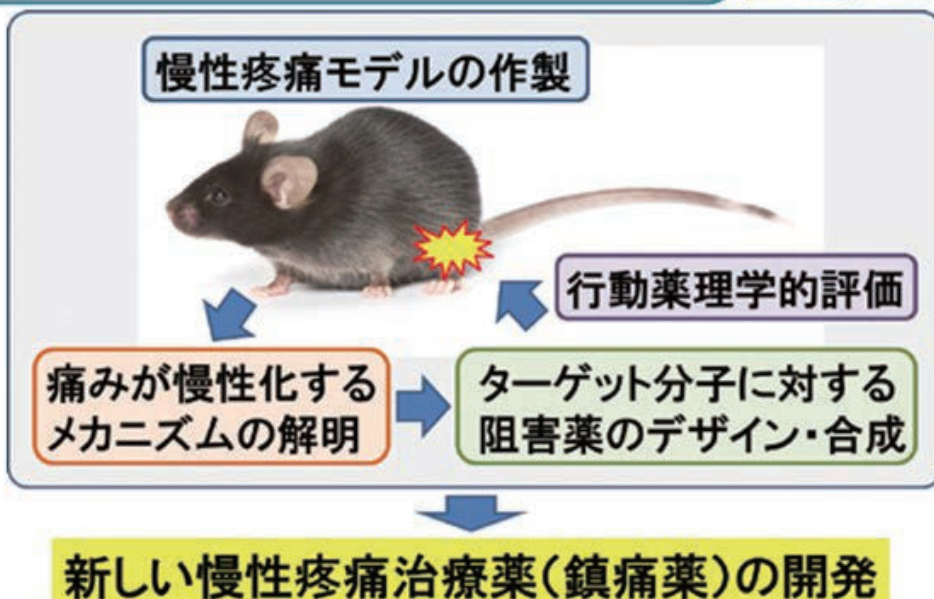 慢性疼痛モデルの作製
行動薬理学的評価
痛みが慢性化する
メカニズムの解明
ターゲット分子に対する
阻害薬のデザイン・合成
新しい慢性疼痛治療薬(鎮痛薬)の開発